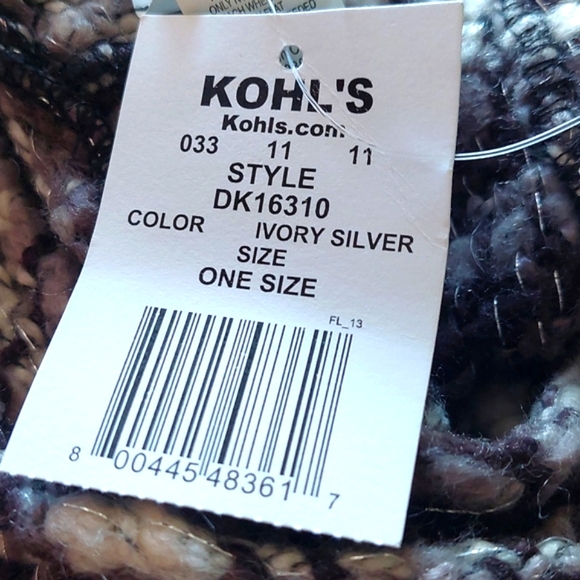 ONLY
KOHL'S
Kohls.com
033 11 11
STYLE
DK16310
COLOR IVORY SILVER
SIZE
ONE SIZE
FL_13
8 00445 48361 7